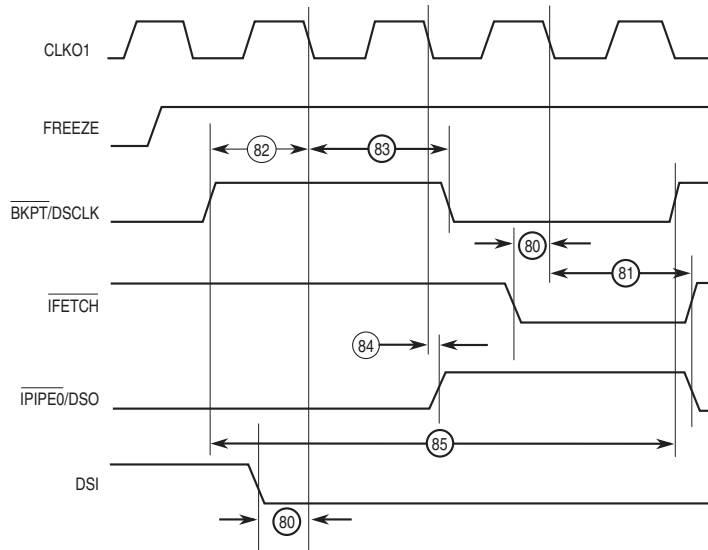 CLKO1
FREEZE
82
83
BKPT/DSCLK
80
81
IFETCH
84
IPIPE0/DSO
85
DSI
80